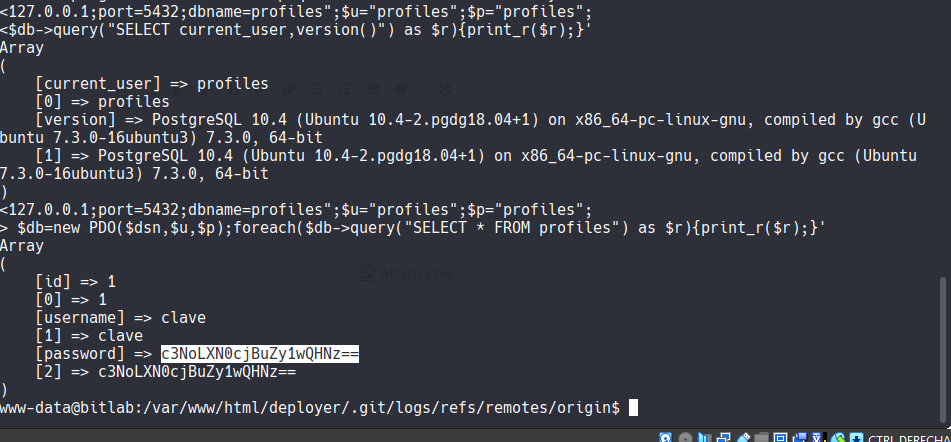 <127.0.0.1;port=5432;dbname=profiles";$u="profiles";$p="profiles";
<$db->query("SELECT current_user,version()") as $r){print_r($r);}'
Array
(
    [current_user] => profiles
    [0] => profiles
    [version] => PostgreSQL 10.4 (Ubuntu 10.4-2.pgdg18.04+1) on x86_64-pc-linux-gnu, compiled by gcc (U
buntu 7.3.0-16ubuntu3) 7.3.0, 64-bit
    [1] => PostgreSQL 10.4 (Ubuntu 10.4-2.pgdg18.04+1) on x86_64-pc-linux-gnu, compiled by gcc (Ubuntu
7.3.0-16ubuntu3) 7.3.0, 64-bit
)
<127.0.0.1;port=5432;dbname=profiles";$u="profiles";$p="profiles";
> $db=new PDO($dsn,$u,$p);foreach($db->query("SELECT * FROM profiles") as $r){print_r($r);}'
Array
Attach a file
(
    [id] => 1
    [0] => 1
    [username] => clave
    [1] => clave
    [password] => c3NoLXN0cjBuZy1wQHNz==
    [2] => c3NoLXN0cjBuZy1wQHNz==
)
www-data@bitlab:/var/www/html/deployer/.git/logs/refs/remotes/origin$
CTRL DERECHA